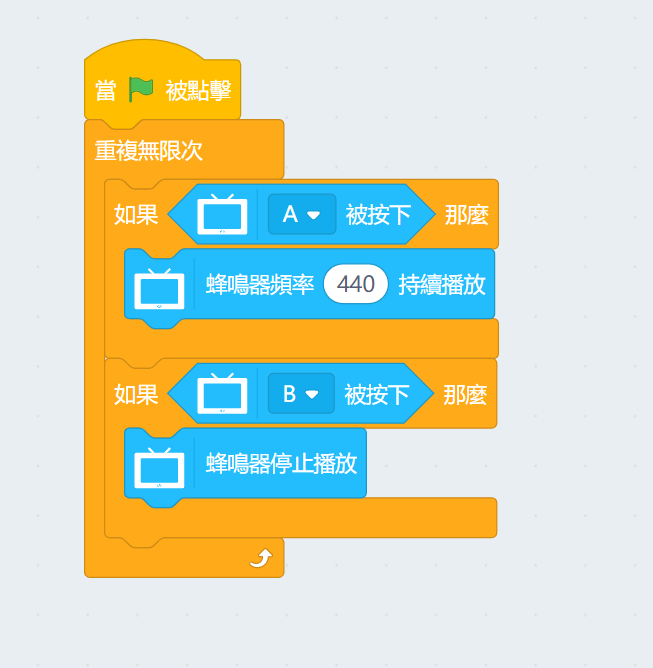 當 被點擊
重複無限次
如果 A 被按下 那麼
蜂鳴器頻率 440 持續播放
如果 B 被按下 那麼
蜂鳴器停止播放